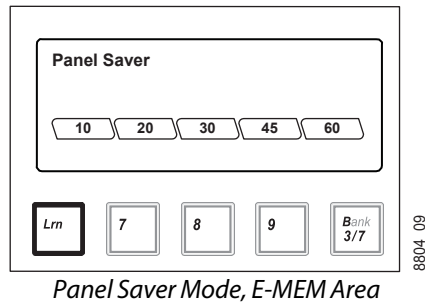 Panel Saver
10 20 30 45 60
Lrn 7 8 9 Bank
3/7
8804_09
Panel Saver Mode, E-MEM Area